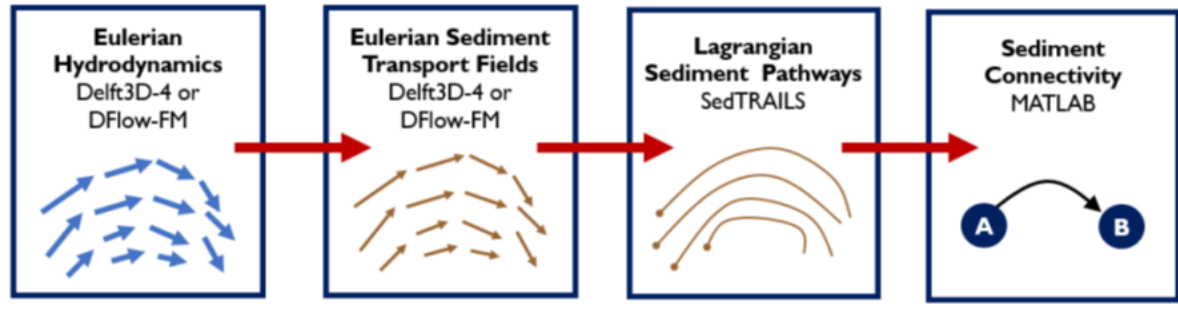 Eulerian
Hydrodynamics
Delft3D-4 or
DFlow-FM
Eulerian Sediment
Transport Fields
Delft3D-4 or
DFlow-FM
Lagrangian
Sediment Pathways
SedTRAILS
Sediment
Connectivity
MATLAB
A
B